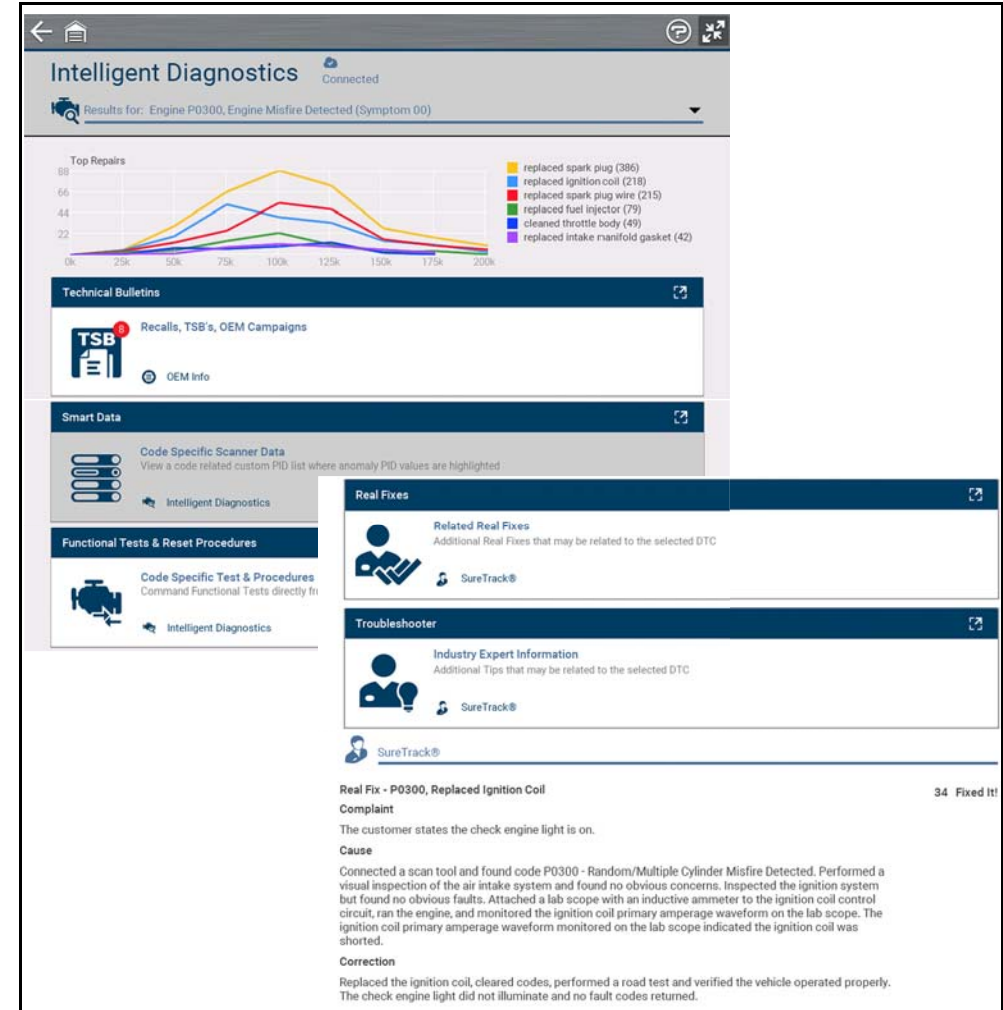 Intelligent Diagnostics
Connected
Results for: Engine P0300, Engine Misfire Detected (Symptom 00)
Top Repairs
88
66
44
22
0k 25k 50k 75k 100k 125k 150k 175k 200k
replaced spark plug (386)
replaced ignition coil (218)
replaced spark plug wire (215)
replaced fuel injector (79)
cleaned throttle body (49)
replaced intake manifold gasket (42)
Technical Bulletins
TSB
8
Recalls, TSB's, OEM Campaigns
OEM Info
Smart Data
Code Specific Scanner Data
View a code related custom PID list where anomaly PID values are highlighted
Intelligent Diagnostics
Functional Tests & Reset Procedures
Code Specific Test & Procedures
Command Functional Tests directly fr
Intelligent Diagnostics
Real Fixes
Related Real Fixes
Additional Real Fixes that may be related to the selected DTC
SureTrack®
Troubleshooter
Industry Expert Information
Additional Tips that may be related to the selected DTC
SureTrack®
SureTrack®
Real Fix - P0300, Replaced Ignition Coil
34 Fixed It!
Complaint
The customer states the check engine light is on.
Cause
Connected a scan tool and found code P0300 - Random/Multiple Cylinder Misfire Detected. Performed a
visual inspection of the air intake system and found no obvious concerns. Inspected the ignition system
but found no obvious faults. Attached a lab scope with an inductive ammeter to the ignition coil control
circuit, ran the engine, and monitored the ignition coil primary amperage waveform on the lab scope. The
ignition coil primary amperage waveform monitored on the lab scope indicated the ignition coil was
shorted.
Correction
Replaced the ignition coil, cleared codes, performed a road test and verified the vehicle operated properly.
The check engine light did not illuminate and no fault codes returned.